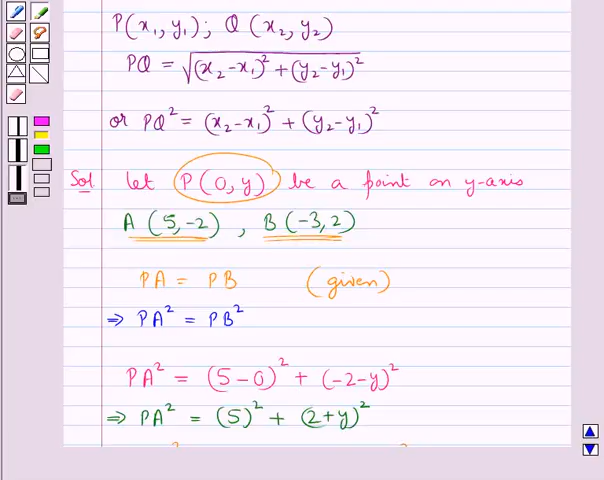 P(x₁, y₁); Q(x₂, y₂)
PQ = √(x₂-x₁)² + (y₂-y₁)²
or PQ² = (x₂-x₁)² + (y₂-y₁)²
Sol let P(0, y) be a point on y-axis
A (5, -2) , B (-3, 2)
PA = PB (given)
⇒ PA² = PB²
PA² = (5-0)² + (-2-y)²
⇒ PA² = (5)² + (2+y)²